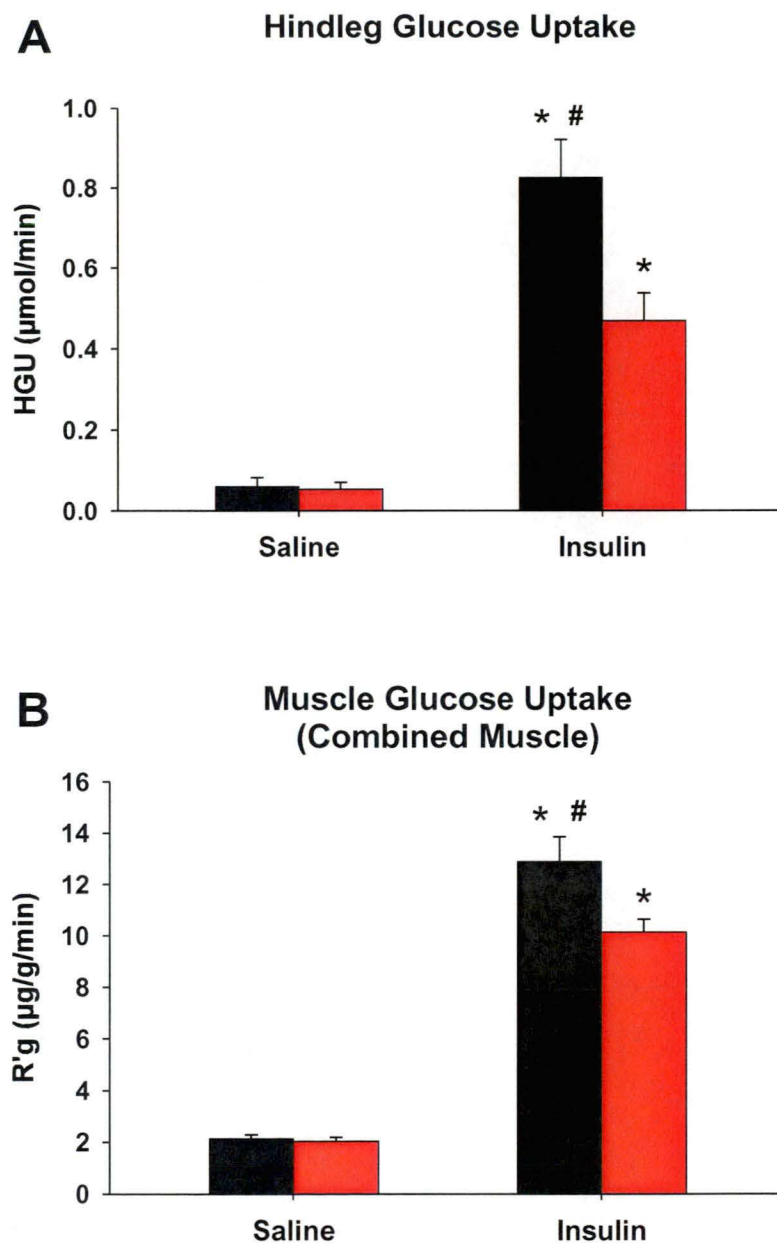 A
Hindleg Glucose Uptake
HGU (µmol/min)
1.0
0.8
0.6
0.4
0.2
0.0
* #
*
Saline
Insulin
B
Muscle Glucose Uptake
(Combined Muscle)
R'g (µg/g/min)
16
14
12
10
8
6
4
2
0
* #
*
Saline
Insulin